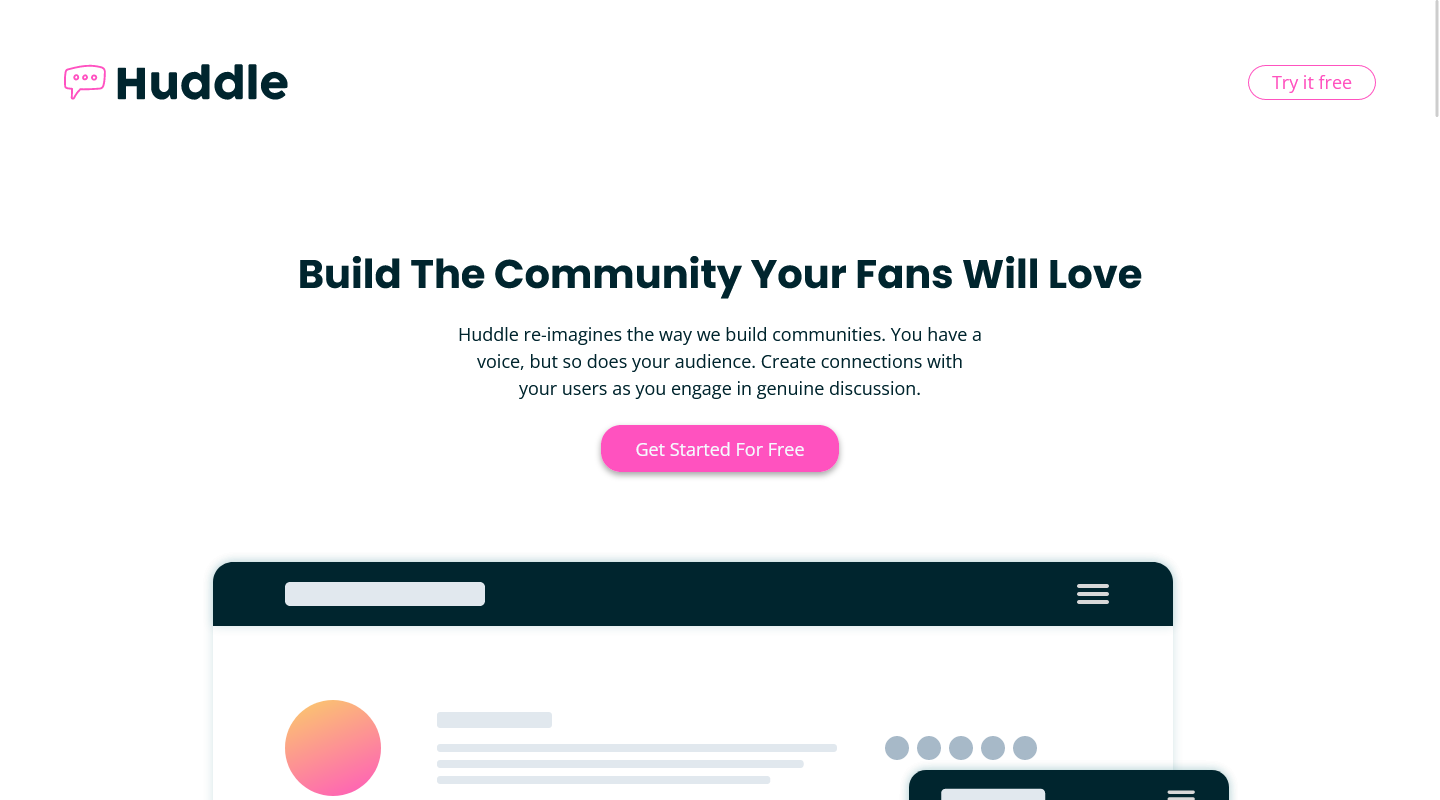 Huddle
Try it free
Build The Community Your Fans Will Love
Huddle re-imagines the way we build communities. You have a
voice, but so does your audience. Create connections with
your users as you engage in genuine discussion.
Get Started For Free